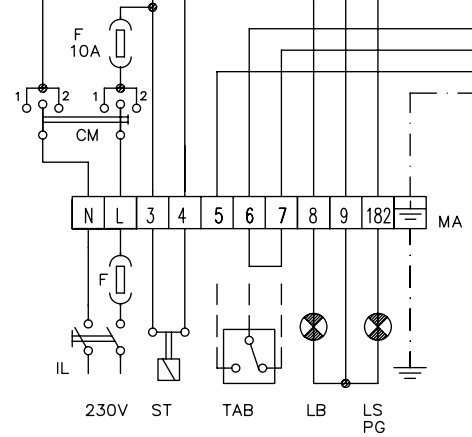 F
10A
1 2 1 2
CM
N L 3 4 5 6 7 8 9 182
MA
F
IL
230V ST TAB LB LS
PG